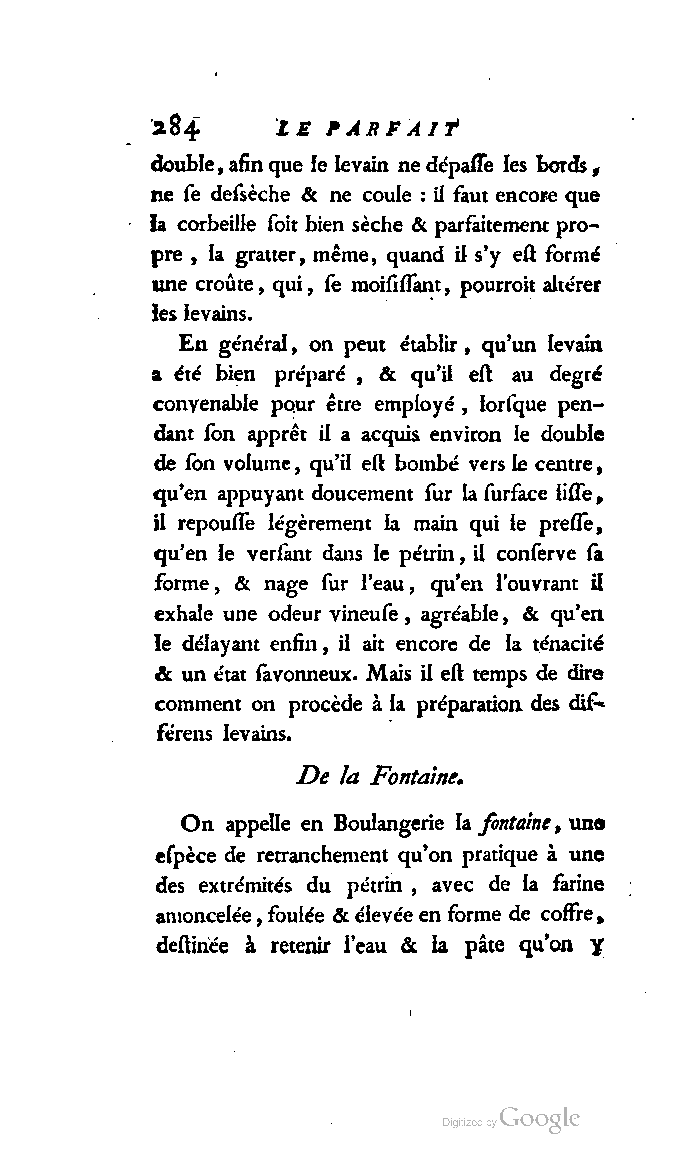 284 LE PARFAIT
double, afin que le levain ne dépaſſe les bords,
ne ſe deſsèche & ne coule : il faut encore que
la corbeille ſoit bien sèche & parfaitement pro-
pre , la gratter, même, quand il s'y eſt formé
une croûte, qui, ſe moiſiſſant, pourroit altérer
les levains.
En général, on peut établir, qu'un levain
a été bien préparé , & qu'il eſt au degré
convenable pour être employé , lorſque pen-
dant ſon apprêt il a acquis environ le double
de ſon volume, qu'il eſt bombé vers le centre,
qu'en appuyant doucement ſur la ſurface liſſe,
il repouſſe légèrement la main qui le preſſe,
qu'en le verſant dans le pétrin, il conſerve ſa
forme, & nage ſur l'eau, qu'en l'ouvrant il
exhale une odeur vineuſe, agréable, & qu'en
le délayant enfin, il ait encore de la ténacité
& un état ſavonneux. Mais il eſt temps de dire
comment on procède à la préparation des dif-
férens levains.
De la Fontaine.
On appelle en Boulangerie la fontaine, une
eſpèce de retranchement qu'on pratique à une
des extrémités du pétrin , avec de la farine
amoncelée, foulée & élevée en forme de coffre,
deſtinée à retenir l'eau & la pâte qu'on y
Digitized by Google